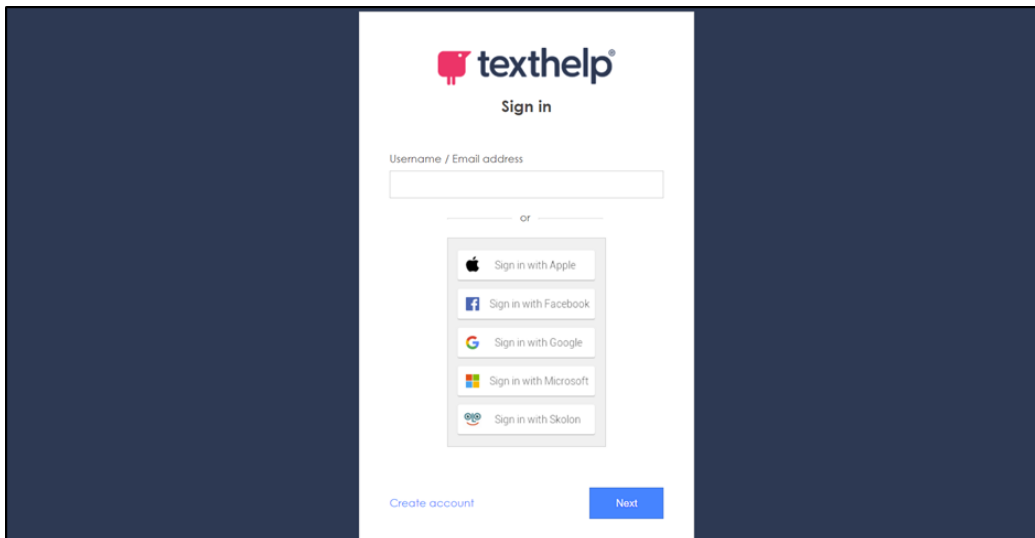 texthelp®
Sign in
Username / Email address
or
Sign in with Apple
Sign in with Facebook
Sign in with Google
Sign in with Microsoft
Sign in with Skolon
Create account
Next